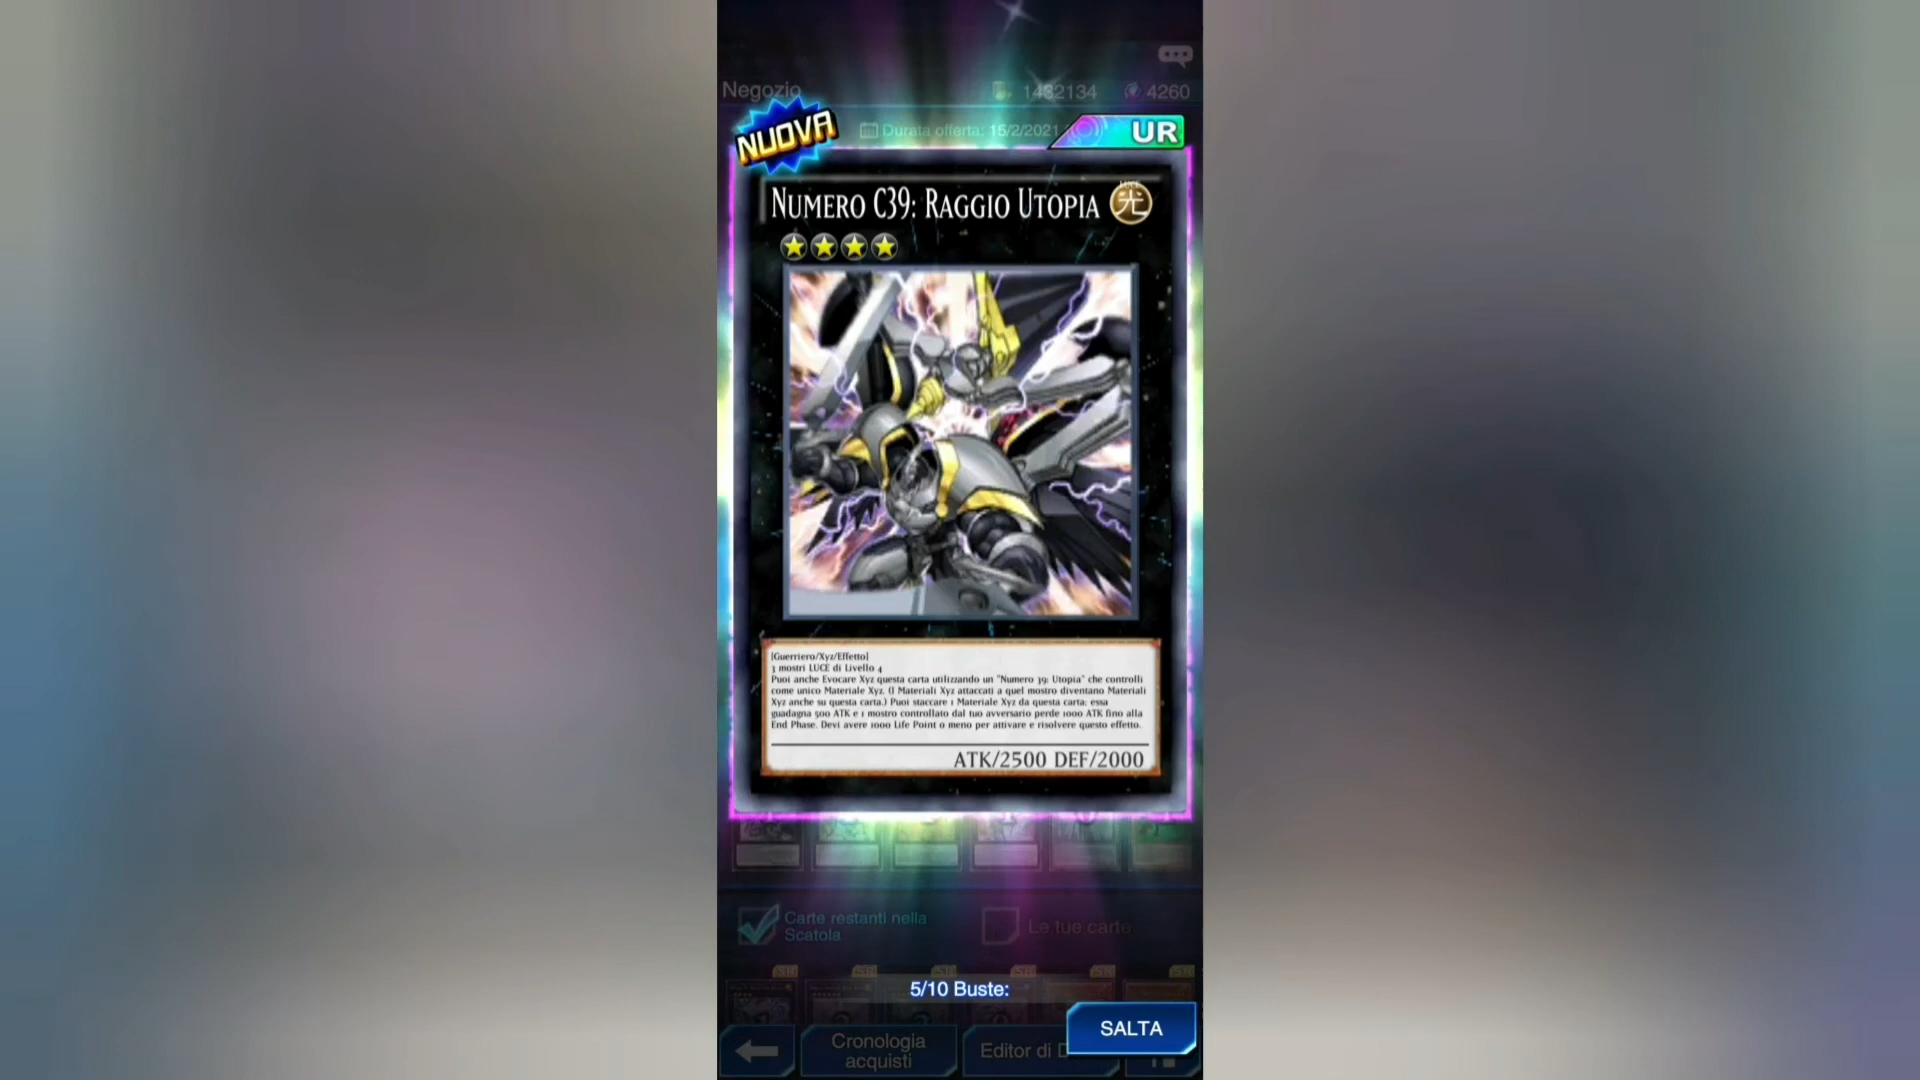 Negozio
1432134
4260
NUOVA
Durata offerta: 15/2/2021
UR
NUMERO C39: RAGGIO UTOPIA
LUCE
光
[Guerriero/Xyz/Effetto]
3 mostri LUCE di Livello 4
Puoi anche Evocare Xyz questa carta utilizzando un "Numero 39: Utopia" che controlli
come unico Materiale Xyz. (I Materiali Xyz attaccati a quel mostro diventano Materiali
Xyz anche su questa carta.) Puoi staccare 1 Materiale Xyz da questa carta; essa
guadagna 500 ATK e 1 mostro controllato dal tuo avversario perde 1000 ATK fino alla
End Phase. Devi avere 1000 Life Point o meno per attivare e risolvere questo effetto.
ATK/2500 DEF/2000
Carte restanti nella
Scatola
Le tue carte
5/10 Buste:
SALTA
Cronologia
acquisti
Editor di D